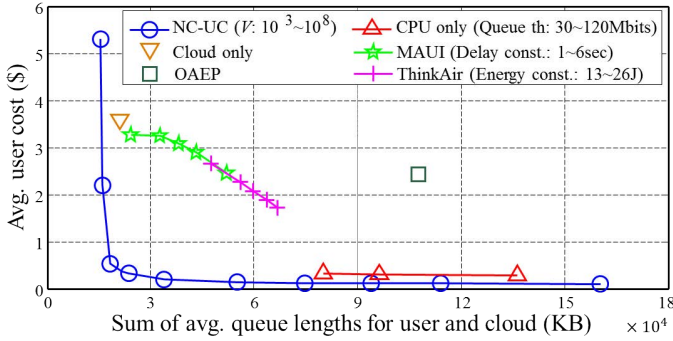 6
5
4
3
2
1
0
Avg. user cost ($)
NC-UC (V: 10 ³~10⁸)
Cloud only
OAEP
CPU only (Queue th: 30~120Mbits)
MAUI (Delay const.: 1~6sec)
ThinkAir (Energy const.: 13~26J)
0 3 6 9 12 15 18
Sum of avg. queue lengths for user and cloud (KB) × 10⁴